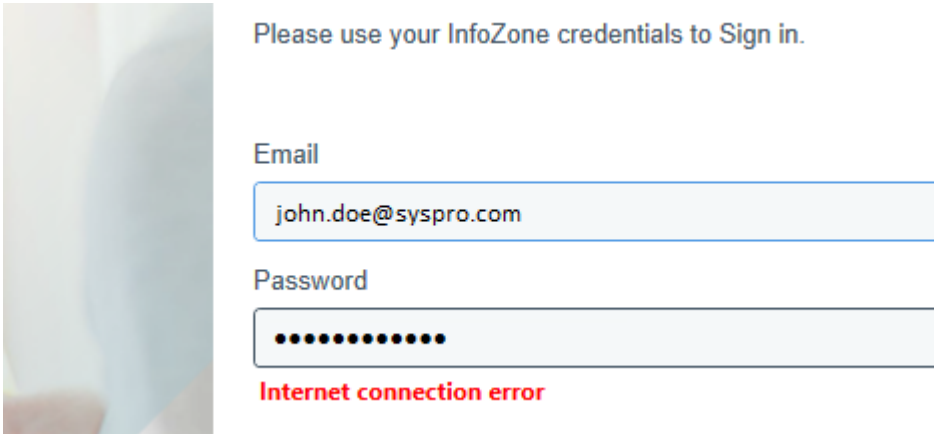 Please use your InfoZone credentials to Sign in.
Email
john.doe@syspro.com
Password
••••••••••••
Internet connection error